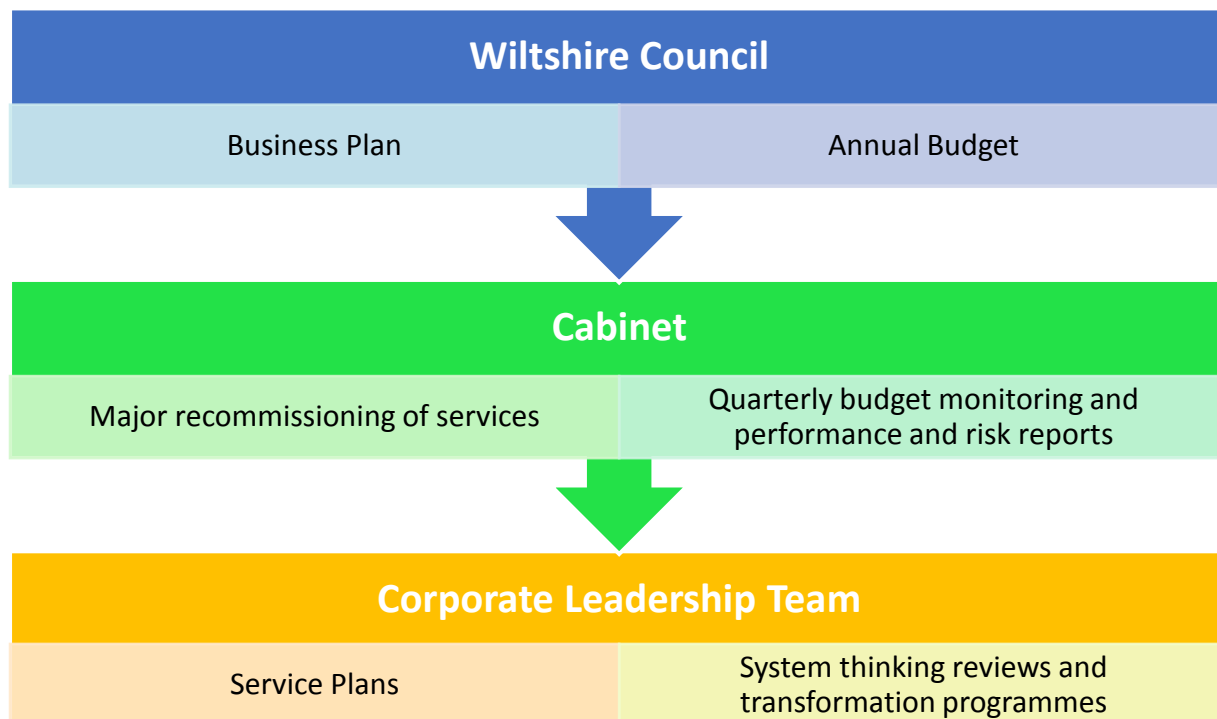 Wiltshire Council
Business Plan
Annual Budget
Cabinet
Major recommissioning of services
Quarterly budget monitoring and
performance and risk reports
Corporate Leadership Team
Service Plans
System thinking reviews and
transformation programmes